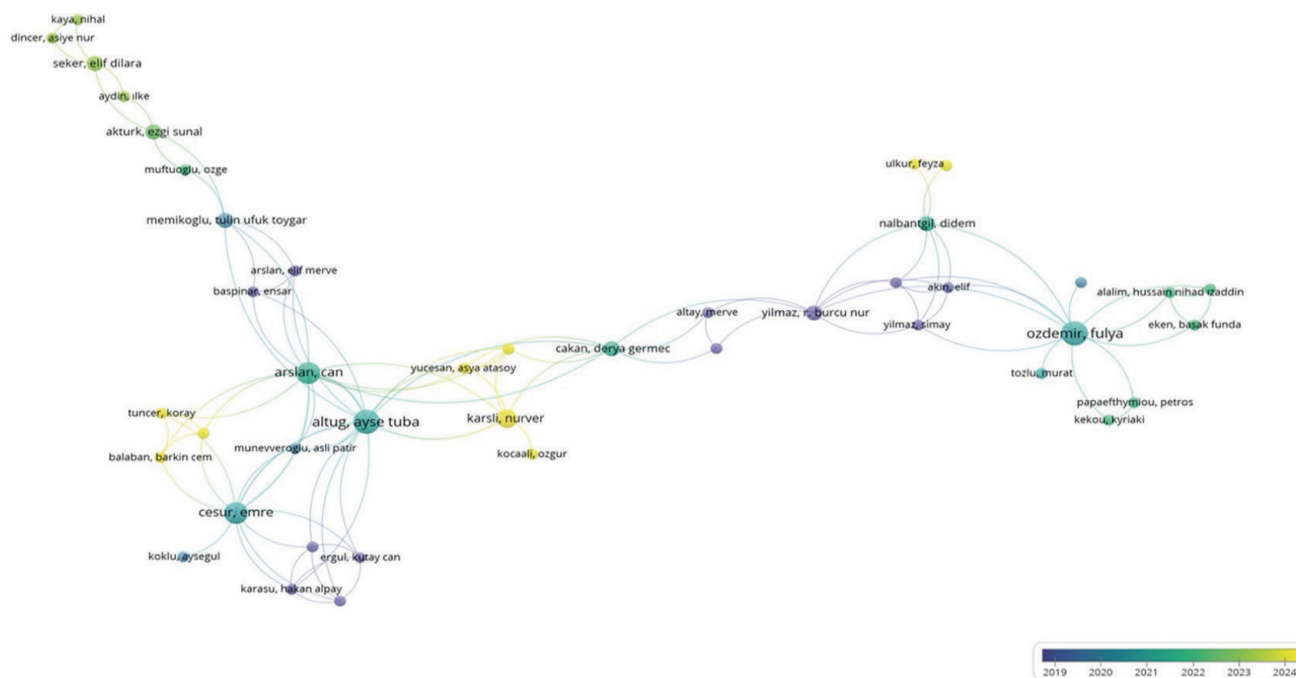 kaya, nihal
dincer, asiye nur
seker, elif dilara
aydin, ılke
akturk, ezgi sunal
muftuoglu, ozge
memikoglu, tulin ufuk toygar
arslan, elif merve
baspinar, ensar
ulkur, feyza
nalbantgil, didem
akin, elif
yilmaz, simay
yilmaz, r. burcu nur
altay, merve
cakan, derya germec
alalim, hussain nihad izaddin
eken, basak funda
ozdemir, fulya
tozlu, murat
papaefthymiou, petros
kekou, kyriaki
arslan, can
yucesan, asya atasoy
altug, ayse tuba
karsli, nurver
kocaali, ozgur
tuncer, koray
munevveroglu, asli patir
balaban, barkin cem
cesur, emre
koklu, aysegul
ergul, kutay can
karasu, hakan alpay
2019 2020 2021 2022 2023 2024